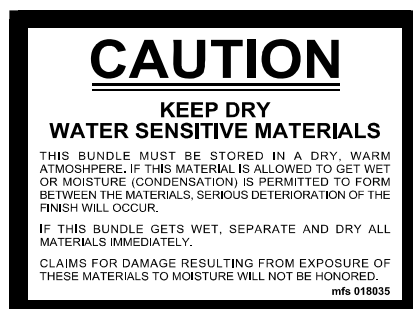 CAUTION
KEEP DRY
WATER SENSITIVE MATERIALS
THIS BUNDLE MUST BE STORED IN A DRY, WARM
ATMOSHPERE. IF THIS MATERIAL IS ALLOWED TO GET WET
OR MOISTURE (CONDENSATION) IS PERMITTED TO FORM
BETWEEN THE MATERIALS, SERIOUS DETERIORATION OF THE
FINISH WILL OCCUR.
IF THIS BUNDLE GETS WET, SEPARATE AND DRY ALL
MATERIALS IMMEDIATELY.
CLAIMS FOR DAMAGE RESULTING FROM EXPOSURE OF
THESE MATERIALS TO MOISTURE WILL NOT BE HONORED.
mfs 018035